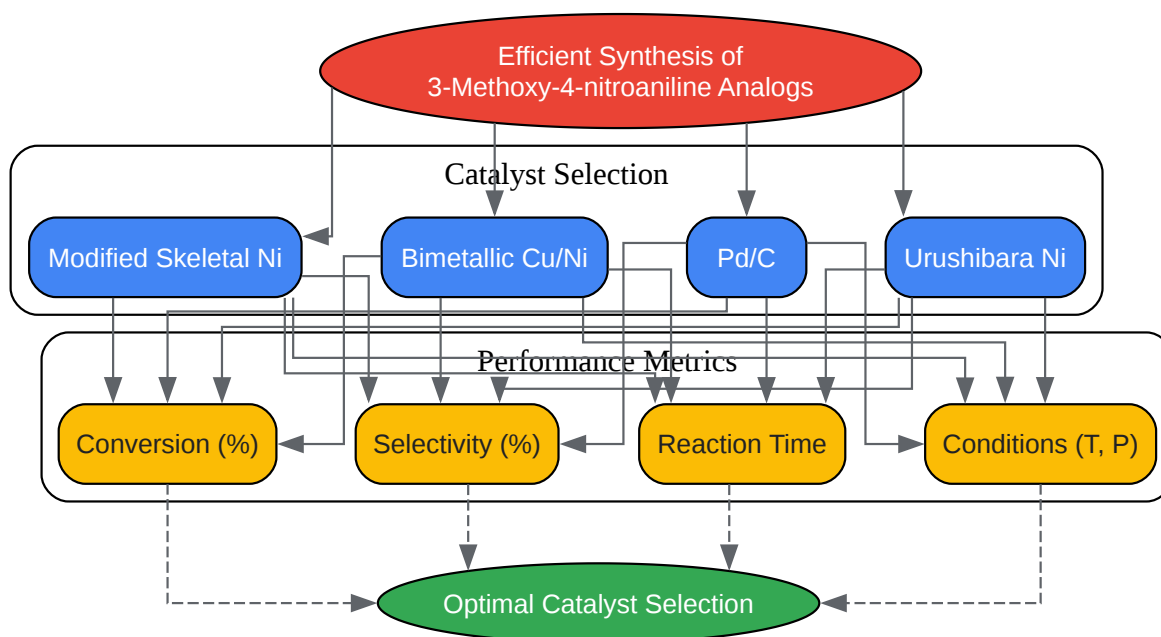 Efficient Synthesis of
3-Methoxy-4-nitroaniline Analogs
Catalyst Selection
Modified Skeletal Ni
Bimetallic Cu/Ni
Pd/C
Urushibara Ni
Performance Metrics
Conversion (%)
Selectivity (%)
Reaction Time
Conditions (T, P)
Optimal Catalyst Selection